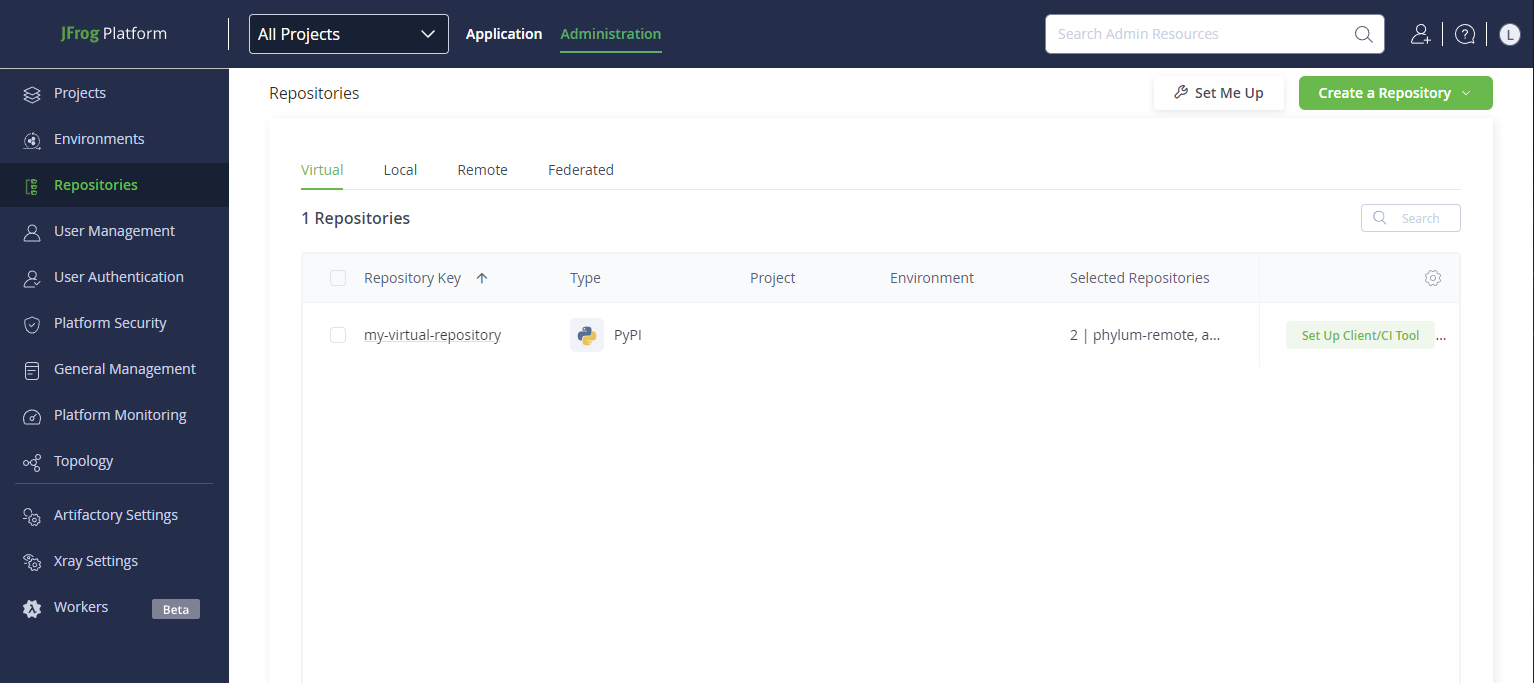 JFrog Platform
All Projects
Application
Administration
Search Admin Resources
L
Projects
Environments
Repositories
User Management
User Authentication
Platform Security
General Management
Platform Monitoring
Topology
Artifactory Settings
Xray Settings
Workers Beta
Repositories
Set Me Up
Create a Repository
Virtual Local Remote Federated
1 Repositories
Search
Repository Key Type Project Environment Selected Repositories
my-virtual-repository PyPI 2 | phylum-remote, a... Set Up Client/CI Tool ...